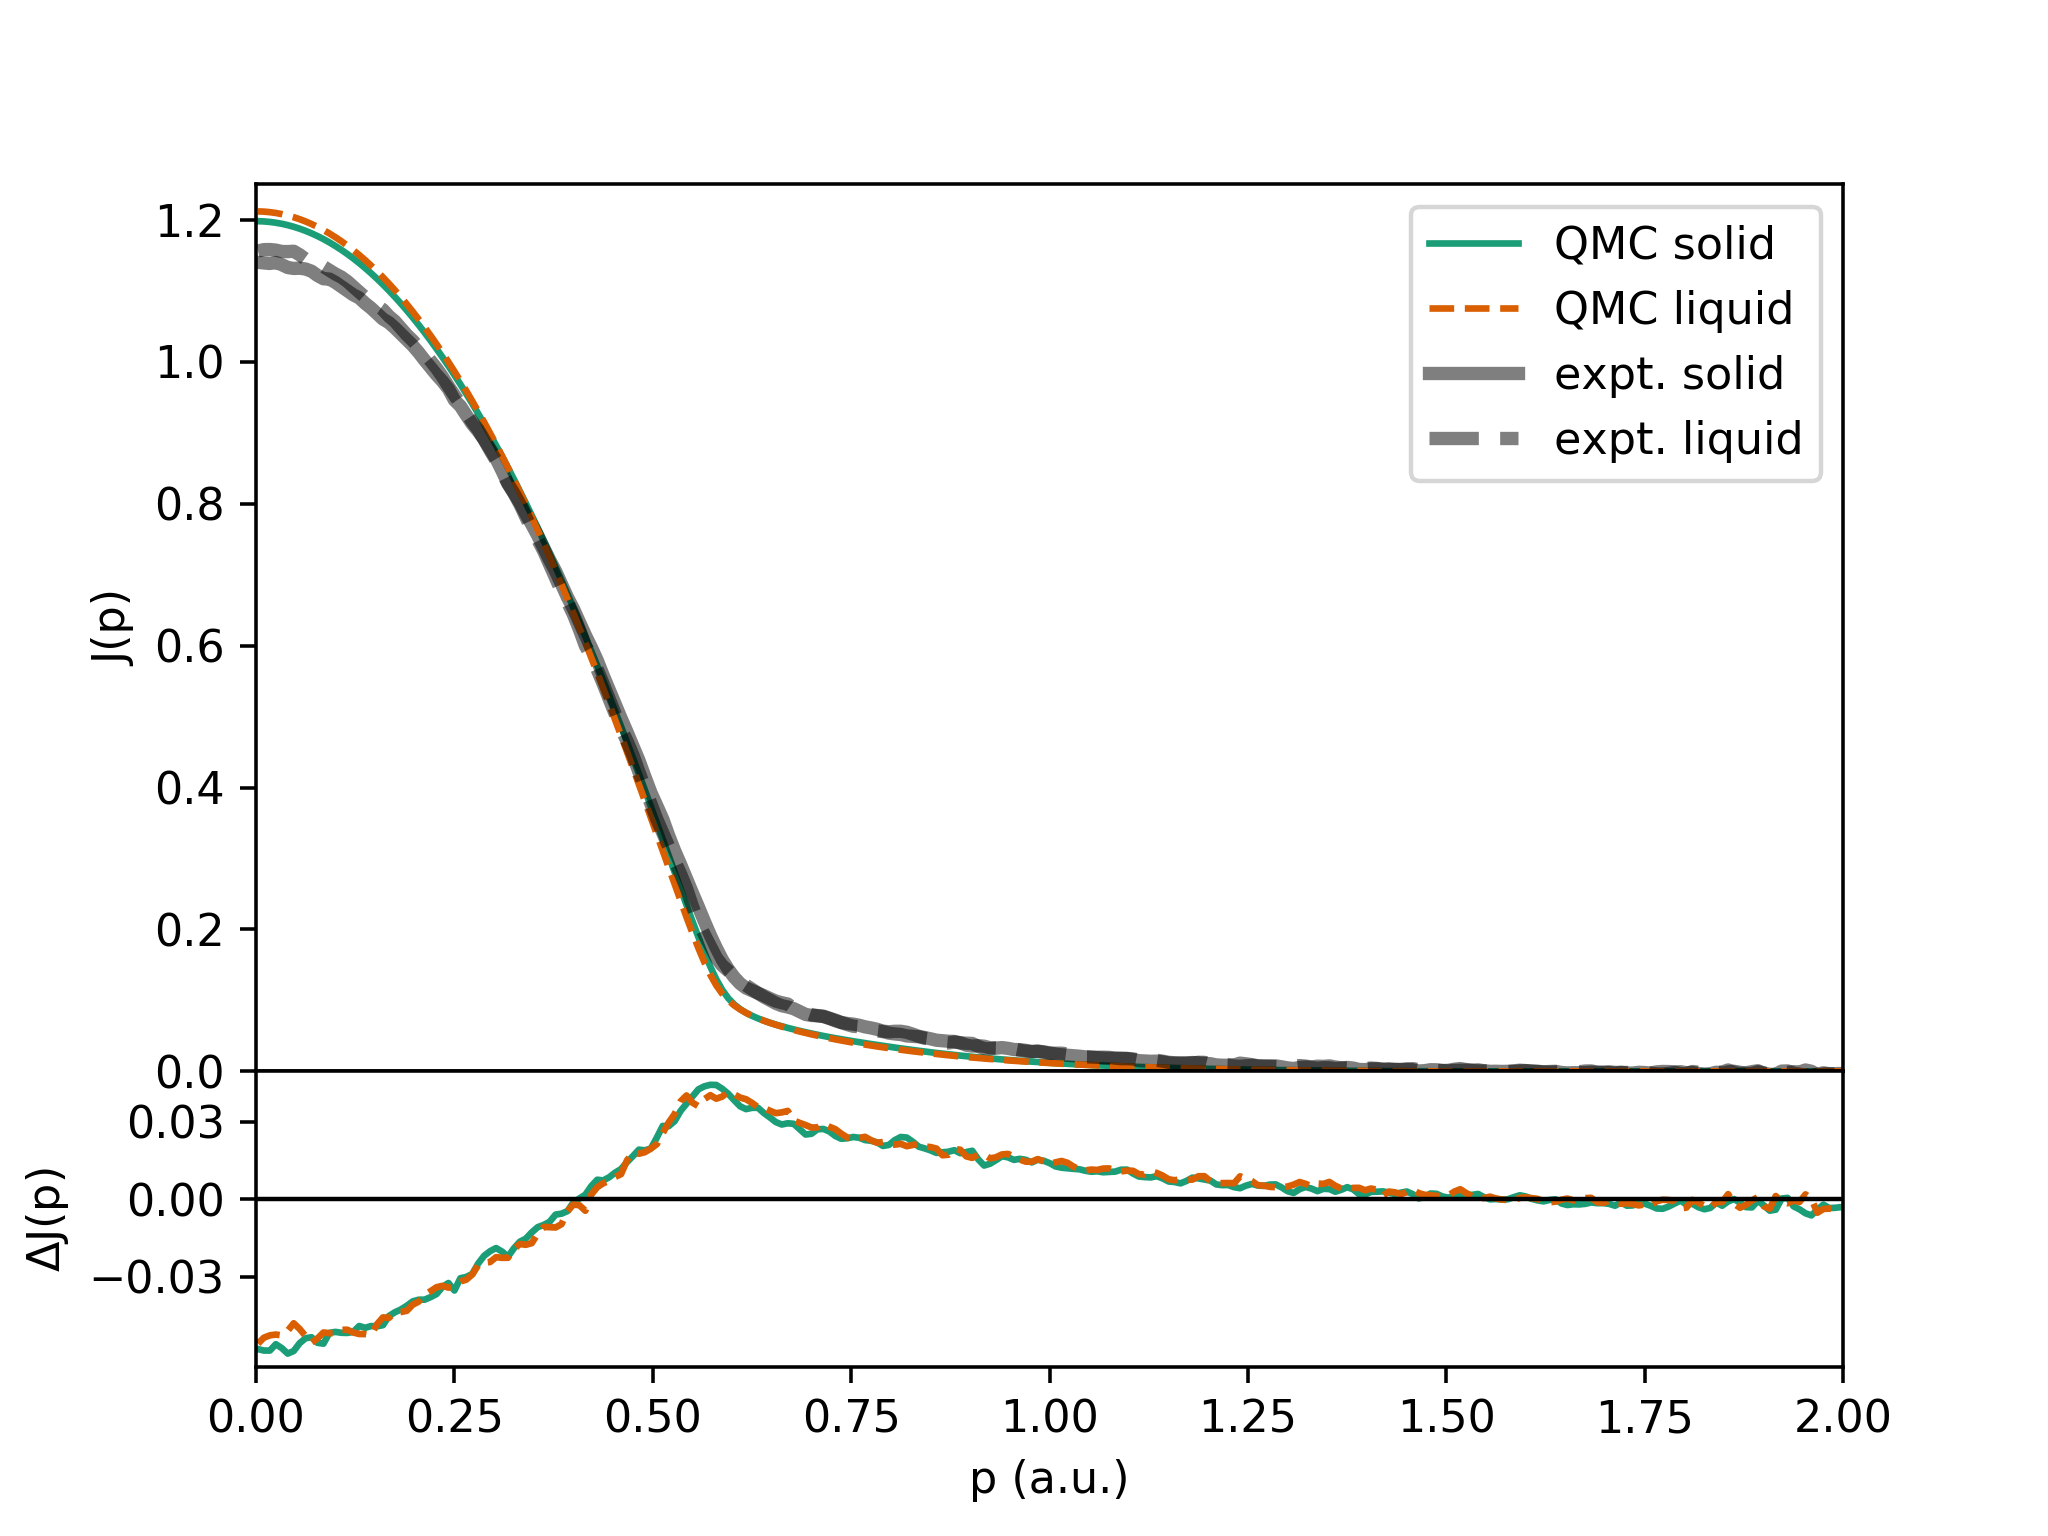 1.2
1.0
0.8
0.6
0.4
0.2
0.0
J(p)
QMC solid
QMC liquid
expt. solid
expt. liquid
0.03
0.00
−0.03
ΔJ(p)
0.00 0.25 0.50 0.75 1.00 1.25 1.50 1.75 2.00
p (a.u.)